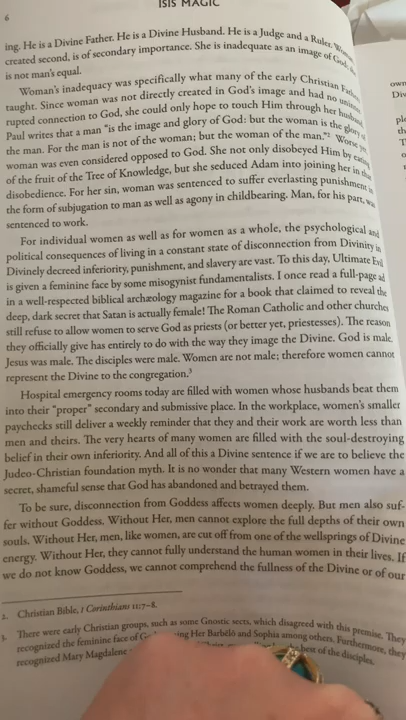 6
ISIS MAGIC
ing. He is a Divine Father. He is a Divine Husband. He is a Judge and a Ruler.
created second, is of secondary importance. She is inadequate as an image of God; she
is not man's equal.
Woman's inadequacy was specifically what many of the early Christian Fathers
taught. Since woman was not directly created in God's image and had no uninter-
rupted connection to God, she could only hope to touch Him through her husband.
Paul writes that a man "is the image and glory of God: but the woman is the glory of
the man. For the man is not of the woman; but the woman of the man."² Worse yet,
woman was even considered opposed to God. She not only disobeyed Him by eating
of the fruit of the Tree of Knowledge, but she seduced Adam into joining her in the
disobedience. For her sin, woman was sentenced to suffer everlasting punishment in
the form of subjugation to man as well as agony in childbearing. Man, for his part, was
sentenced to work.
For individual women as well as for women as a whole, the psychological and
political consequences of living in a constant state of disconnection from Divinity in
Divinely decreed inferiority, punishment, and slavery are vast. To this day, Ultimate Evil
is given a feminine face by some misogynist fundamentalists. I once read a full-page ad
in a well-respected biblical archæology magazine for a book that claimed to reveal the
deep, dark secret that Satan is actually female! The Roman Catholic and other churches
still refuse to allow women to serve God as priests (or better yet, priestesses). The reason
they officially give has entirely to do with the way they image the Divine. God is male.
Jesus was male. The disciples were male. Women are not male; therefore women cannot
represent the Divine to the congregation.³
Hospital emergency rooms today are filled with women whose husbands beat them
into their "proper" secondary and submissive place. In the workplace, women's smaller
paychecks still deliver a weekly reminder that they and their work are worth less than
men and theirs. The very hearts of many women are filled with the soul-destroying
belief in their own inferiority. And all of this a Divine sentence if we are to believe the
Judeo-Christian foundation myth. It is no wonder that many Western women have a
secret, shameful sense that God has abandoned and betrayed them.
To be sure, disconnection from Goddess affects women deeply. But men also suf-
fer without Goddess. Without Her, men cannot explore the full depths of their own
souls. Without Her, men, like women, are cut off from one of the wellsprings of Divine
energy. Without Her, they cannot fully understand the human women in their lives. If
we do not know Goddess, we cannot comprehend the fullness of the Divine or of our
2. Christian Bible, I Corinthians 11:7–8.
3. There were early Christian groups, such as some Gnostic sects, which disagreed with this premise. They
recognized the feminine face of Her Barbēlō and Sophia among others. Furthermore, they
recognized Mary Magdalene best of the disciples.
own
Div